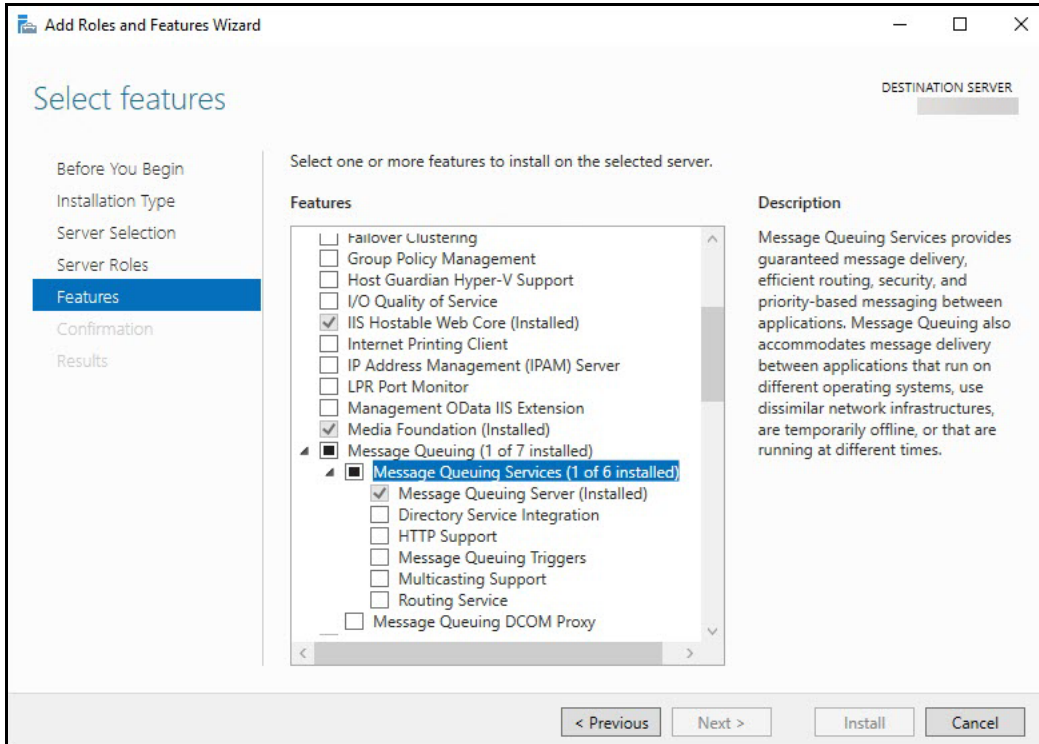 Add Roles and Features Wizard
Select features
DESTINATION SERVER
Before You Begin
Installation Type
Server Selection
Server Roles
Features
Confirmation
Results
Select one or more features to install on the selected server.
Features
Failover Clustering
Group Policy Management
Host Guardian Hyper-V Support
I/O Quality of Service
IIS Hostable Web Core (Installed)
Internet Printing Client
IP Address Management (IPAM) Server
LPR Port Monitor
Management OData IIS Extension
Media Foundation (Installed)
Message Queuing (1 of 7 installed)
Message Queuing Services (1 of 6 installed)
Message Queuing Server (Installed)
Directory Service Integration
HTTP Support
Message Queuing Triggers
Multicasting Support
Routing Service
Message Queuing DCOM Proxy
Description
Message Queuing Services provides
guaranteed message delivery,
efficient routing, security, and
priority-based messaging between
applications. Message Queuing also
accommodates message delivery
between applications that run on
different operating systems, use
dissimilar network infrastructures,
are temporarily offline, or that are
running at different times.
< Previous
Next >
Install
Cancel